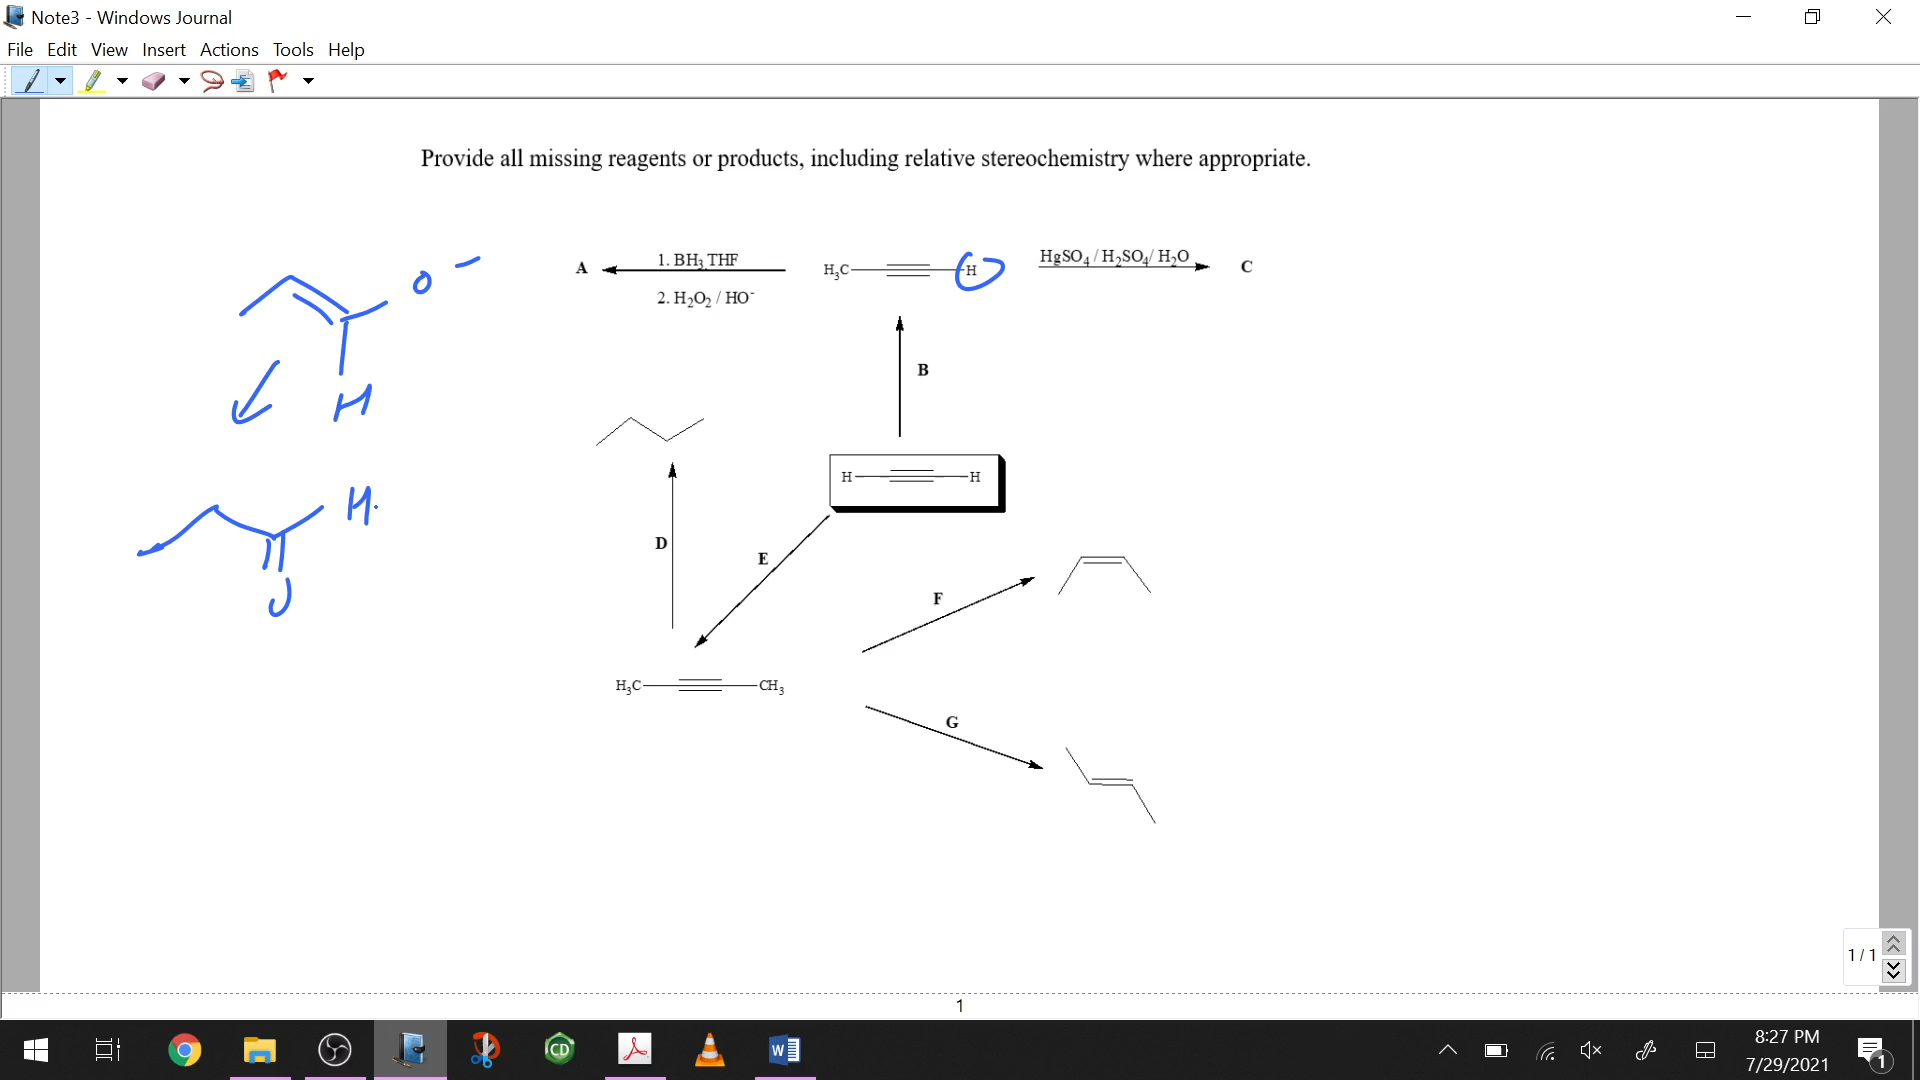 Note3 - Windows Journal
File Edit View Insert Actions Tools Help
Provide all missing reagents or products, including relative stereochemistry where appropriate.
A
1. BH₃.THF
2. H₂O₂ / HO⁻
H₃C H
HgSO₄ / H₂SO₄/ H₂O
C
O -
H
B
H H
D
E
H.
F
H₃C CH₃
G
1 / 1
1
CD
W
8:27 PM
7/29/2021
1